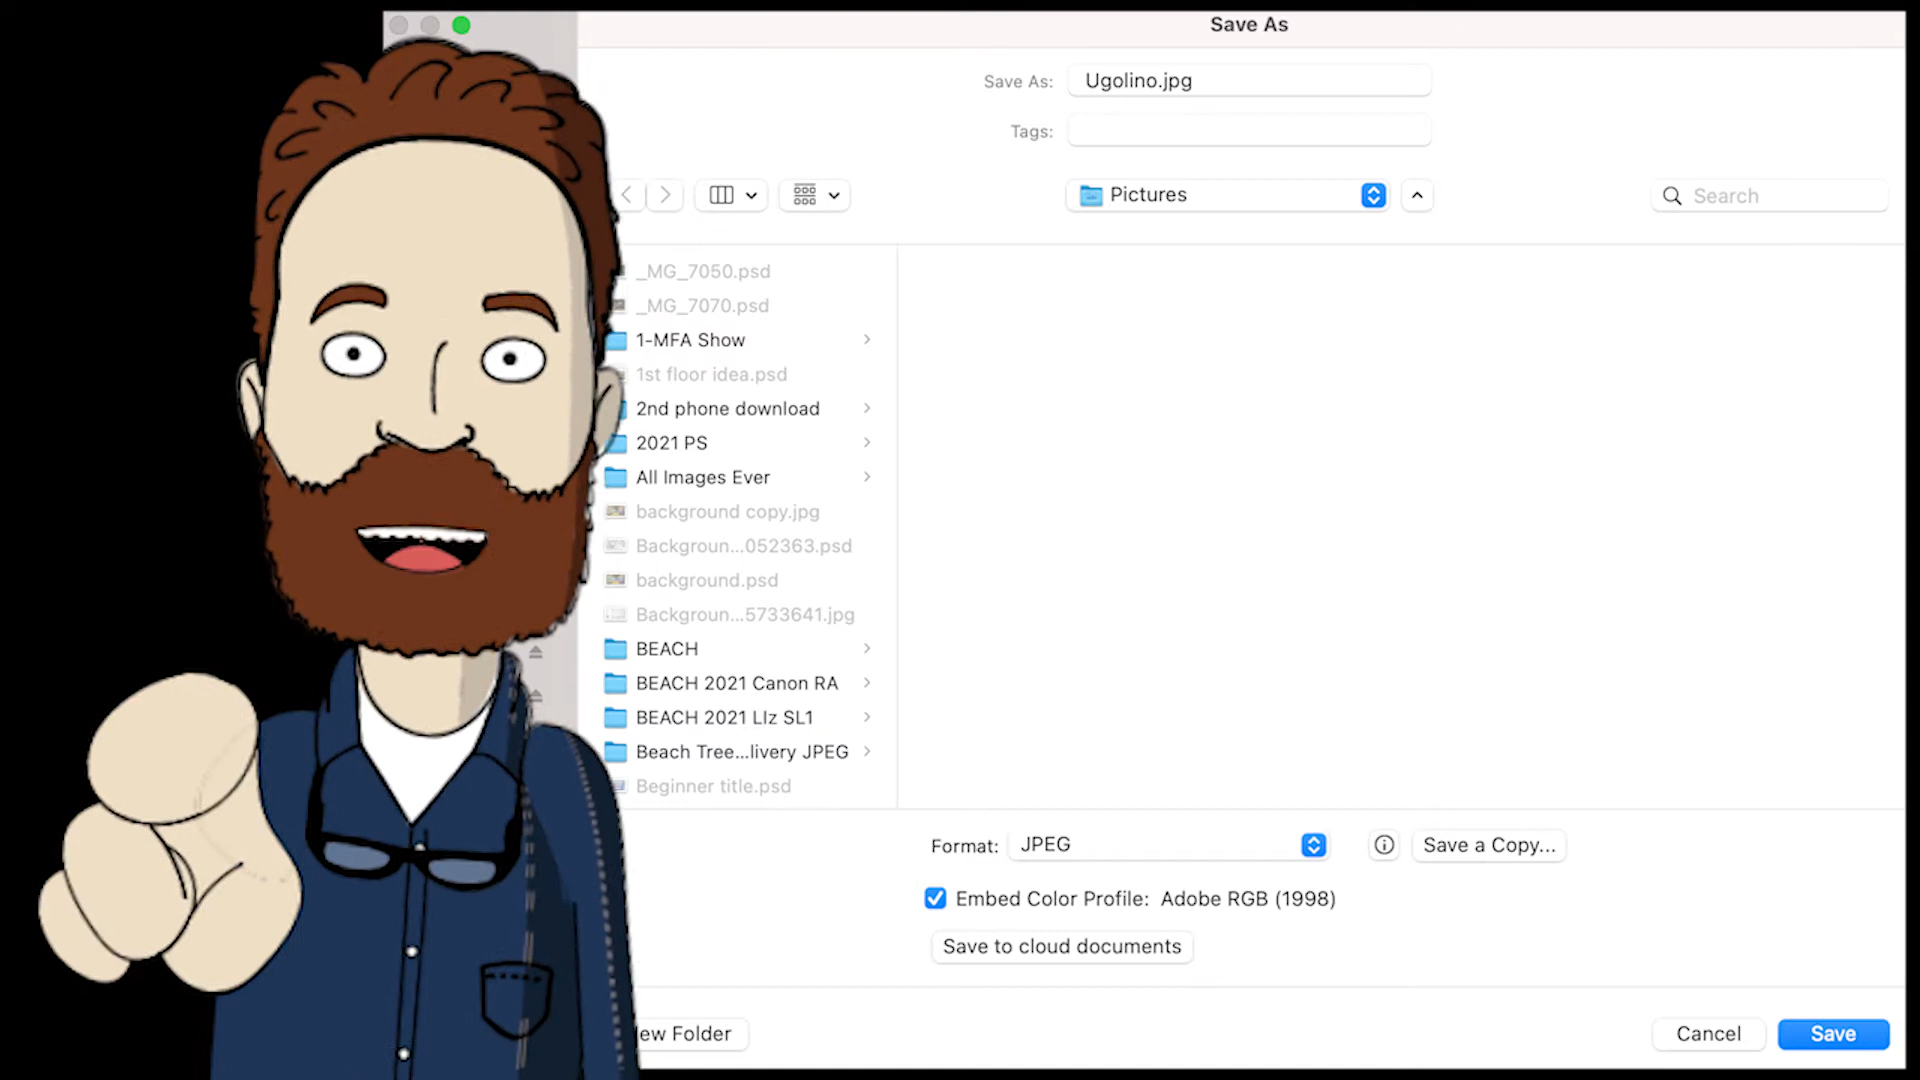 Save As
Save As: Ugolino.jpg
Tags:
Pictures
Search
_MG_7050.psd
_MG_7070.psd
1-MFA Show
1st floor idea.psd
2nd phone download
2021 PS
All Images Ever
background copy.jpg
Backgroun...052363.psd
background.psd
Backgroun...5733641.jpg
BEACH
BEACH 2021 Canon RA
BEACH 2021 LIz SL1
Beach Tree...livery JPEG
Beginner title.psd
Format: JPEG
Save a Copy...
Embed Color Profile: Adobe RGB (1998)
Save to cloud documents
ew Folder
Cancel
Save